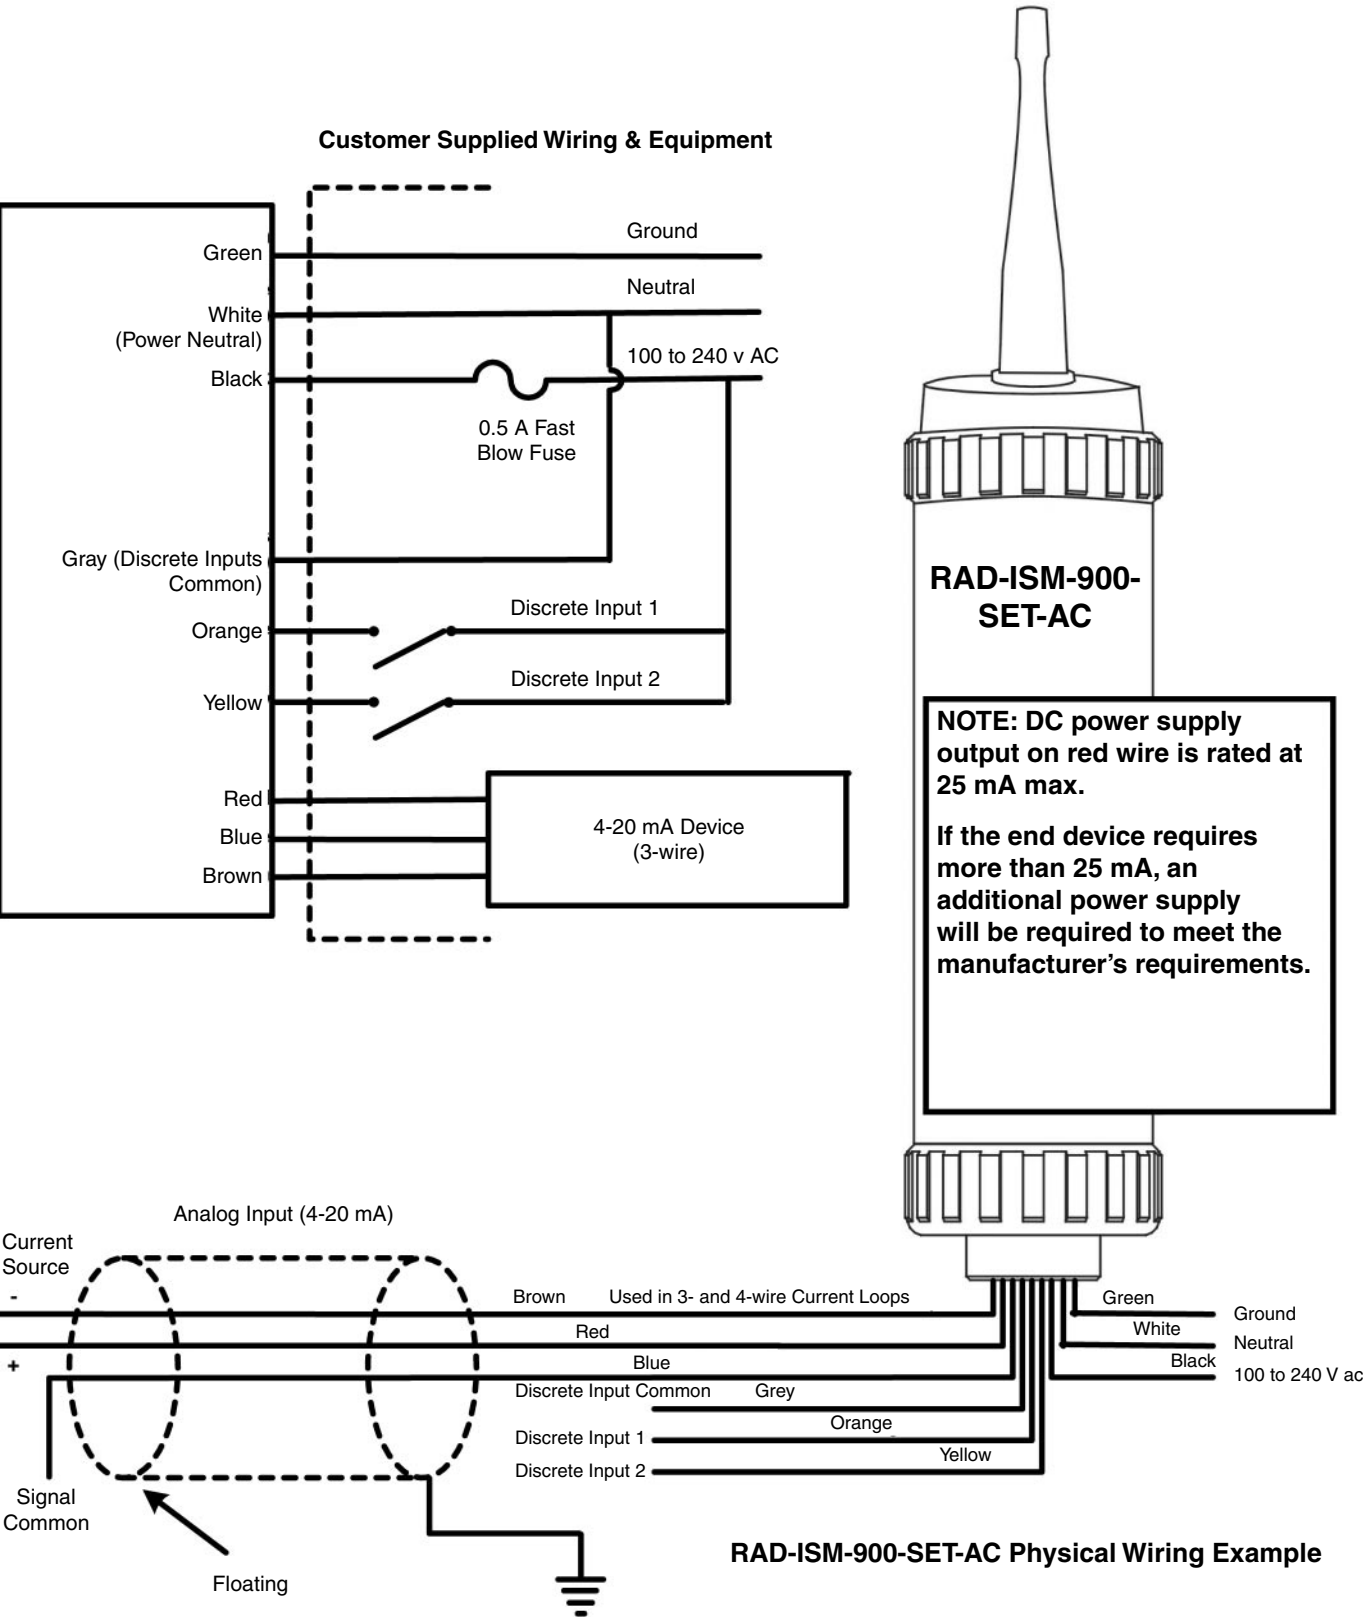 Customer Supplied Wiring & Equipment
Green
Ground
White
(Power Neutral)
Neutral
Black
100 to 240 v AC
0.5 A Fast
Blow Fuse
Gray (Discrete Inputs
Common)
Orange
Discrete Input 1
Yellow
Discrete Input 2
Red
Blue
Brown
4-20 mA Device
(3-wire)
RAD-ISM-900-
SET-AC
NOTE: DC power supply
output on red wire is rated at
25 mA max.
If the end device requires
more than 25 mA, an
additional power supply
will be required to meet the
manufacturer's requirements.
Analog Input (4-20 mA)
Current
Source
-
+
Signal
Common
Floating
Brown Used in 3- and 4-wire Current Loops
Red
Blue
Discrete Input Common Grey
Orange
Discrete Input 1
Yellow
Discrete Input 2
Green
Ground
White
Neutral
Black
100 to 240 V ac
RAD-ISM-900-SET-AC Physical Wiring Example